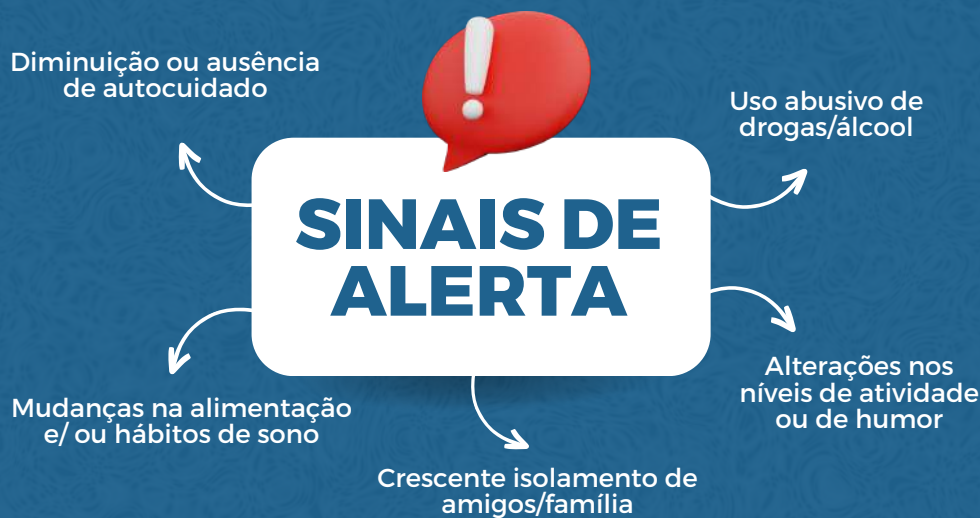 Diminuição ou ausência
de autocuidado
Uso abusivo de
drogas/álcool
SINAIS DE
ALERTA
Mudanças na alimentação
e/ ou hábitos de sono
Alterações nos
níveis de atividade
ou de humor
Crescente isolamento de
amigos/família